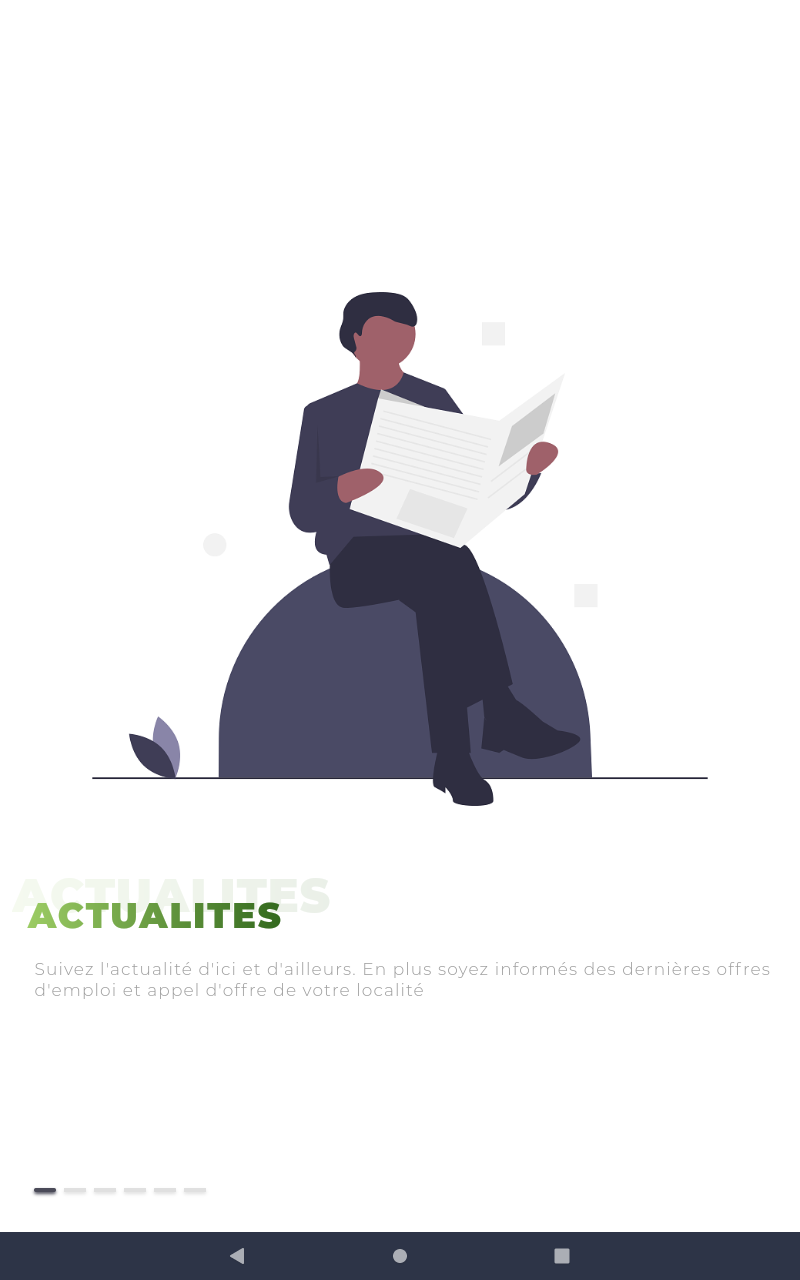 ACTUALITES
ACTUALITES
Suivez l'actualité d'ici et d'ailleurs. En plus soyez informés des dernières offres
d'emploi et appel d'offre de votre localité